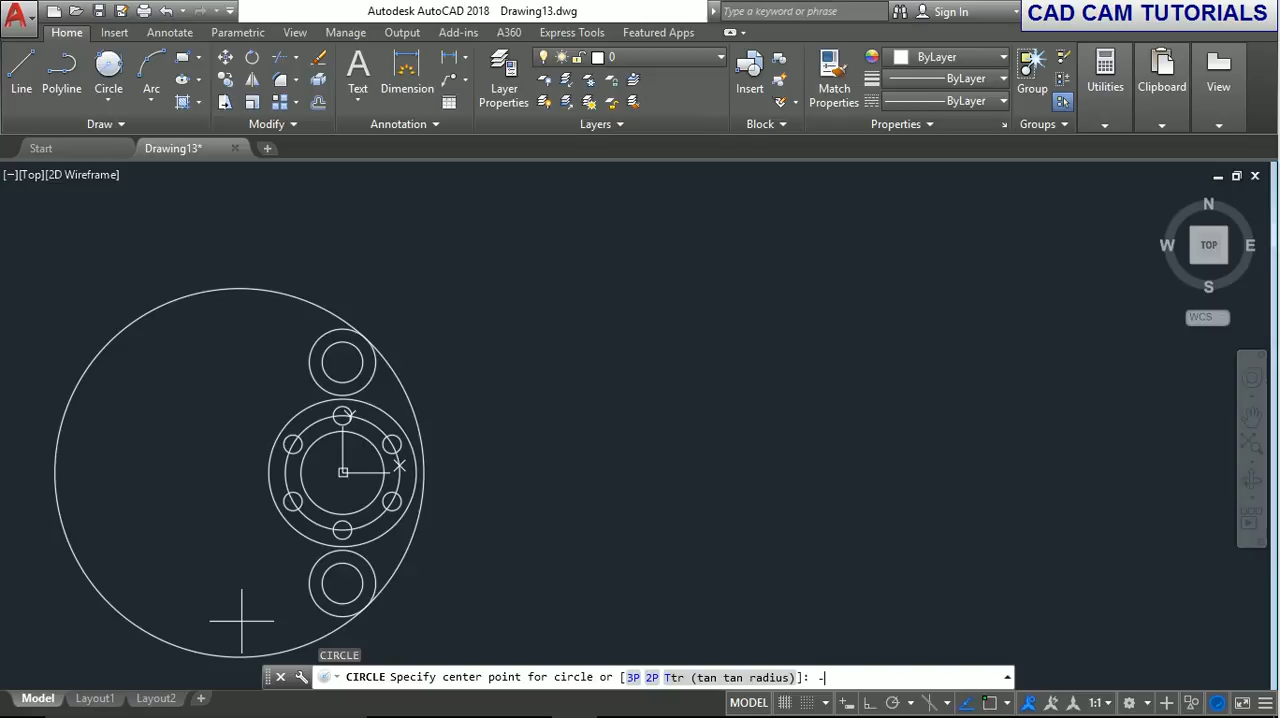 Autodesk AutoCAD 2018 Drawing13.dwg
Type a keyword or phrase
Sign In
CAD CAM TUTORIALS
Home Insert Annotate Parametric View Manage Output Add-ins A360 Express Tools Featured Apps
Line Polyline Circle Arc
Text Dimension
Layer Properties
0
Insert
Match Properties
ByLayer
ByLayer
ByLayer
Group
Utilities
Clipboard
View
Draw Modify Annotation Layers Block Properties Groups
Start Drawing13*
[−][Top][2D Wireframe]
N
W TOP E
S
WCS
Y
X
CIRCLE
CIRCLE Specify center point for circle or [3P 2P Ttr (tan tan radius)]: -
Model Layout1 Layout2 +
MODEL 1:1